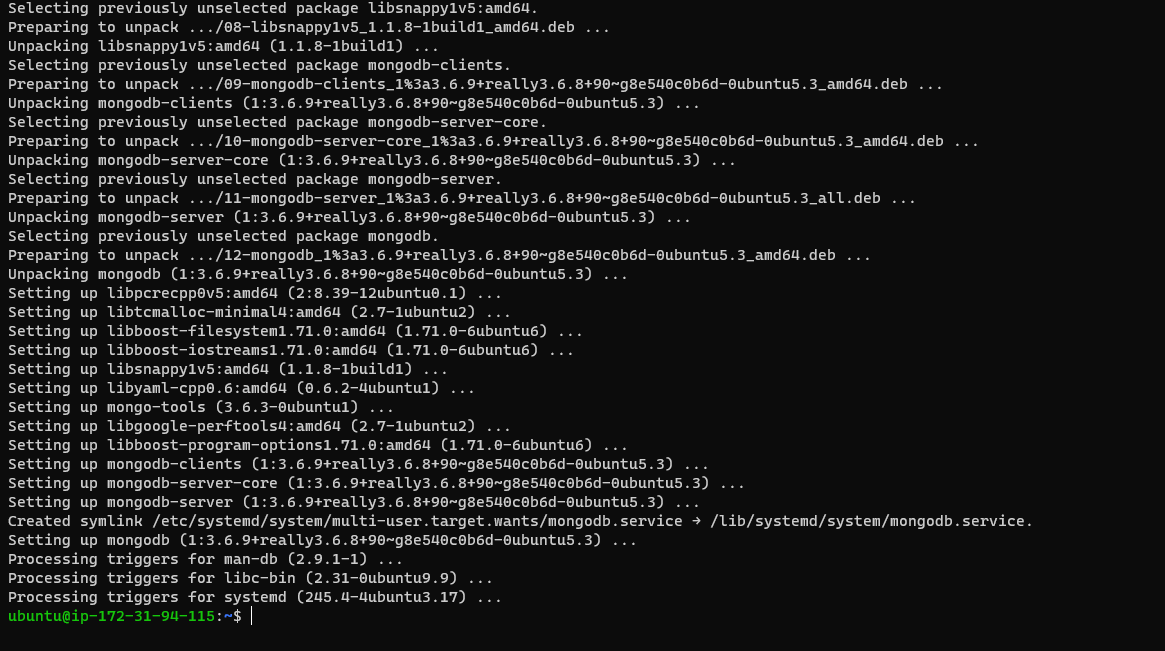 Selecting previously unselected package libsnappy1v5:amd64.
Preparing to unpack .../08-libsnappy1v5_1.1.8-1build1_amd64.deb ...
Unpacking libsnappy1v5:amd64 (1.1.8-1build1) ...
Selecting previously unselected package mongodb-clients.
Preparing to unpack .../09-mongodb-clients_1%3a3.6.9+really3.6.8+90~g8e540c0b6d-0ubuntu5.3_amd64.deb ...
Unpacking mongodb-clients (1:3.6.9+really3.6.8+90~g8e540c0b6d-0ubuntu5.3) ...
Selecting previously unselected package mongodb-server-core.
Preparing to unpack .../10-mongodb-server-core_1%3a3.6.9+really3.6.8+90~g8e540c0b6d-0ubuntu5.3_amd64.deb ...
Unpacking mongodb-server-core (1:3.6.9+really3.6.8+90~g8e540c0b6d-0ubuntu5.3) ...
Selecting previously unselected package mongodb-server.
Preparing to unpack .../11-mongodb-server_1%3a3.6.9+really3.6.8+90~g8e540c0b6d-0ubuntu5.3_all.deb ...
Unpacking mongodb-server (1:3.6.9+really3.6.8+90~g8e540c0b6d-0ubuntu5.3) ...
Selecting previously unselected package mongodb.
Preparing to unpack .../12-mongodb_1%3a3.6.9+really3.6.8+90~g8e540c0b6d-0ubuntu5.3_amd64.deb ...
Unpacking mongodb (1:3.6.9+really3.6.8+90~g8e540c0b6d-0ubuntu5.3) ...
Setting up libpcrecpp0v5:amd64 (2:8.39-12ubuntu0.1) ...
Setting up libtcmalloc-minimal4:amd64 (2.7-1ubuntu2) ...
Setting up libboost-filesystem1.71.0:amd64 (1.71.0-6ubuntu6) ...
Setting up libboost-iostreams1.71.0:amd64 (1.71.0-6ubuntu6) ...
Setting up libsnappy1v5:amd64 (1.1.8-1build1) ...
Setting up libyaml-cpp0.6:amd64 (0.6.2-4ubuntu1) ...
Setting up mongo-tools (3.6.3-0ubuntu1) ...
Setting up libgoogle-perftools4:amd64 (2.7-1ubuntu2) ...
Setting up libboost-program-options1.71.0:amd64 (1.71.0-6ubuntu6) ...
Setting up mongodb-clients (1:3.6.9+really3.6.8+90~g8e540c0b6d-0ubuntu5.3) ...
Setting up mongodb-server-core (1:3.6.9+really3.6.8+90~g8e540c0b6d-0ubuntu5.3) ...
Setting up mongodb-server (1:3.6.9+really3.6.8+90~g8e540c0b6d-0ubuntu5.3) ...
Created symlink /etc/systemd/system/multi-user.target.wants/mongodb.service → /lib/systemd/system/mongodb.service.
Setting up mongodb (1:3.6.9+really3.6.8+90~g8e540c0b6d-0ubuntu5.3) ...
Processing triggers for man-db (2.9.1-1) ...
Processing triggers for libc-bin (2.31-0ubuntu9.9) ...
Processing triggers for systemd (245.4-4ubuntu3.17) ...
ubuntu@ip-172-31-94-115:~$